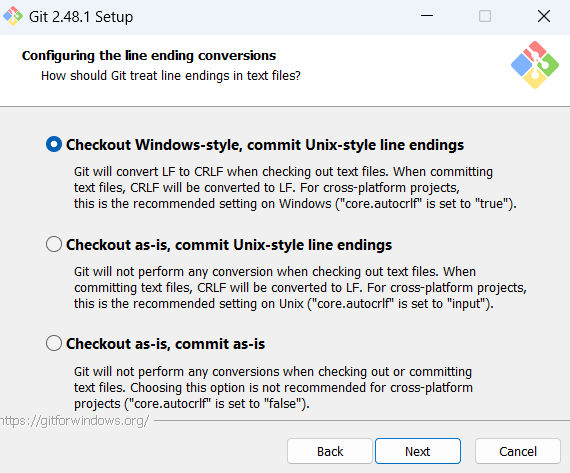 Git 2.48.1 Setup
Configuring the line ending conversions
How should Git treat line endings in text files?
Checkout Windows-style, commit Unix-style line endings
Git will convert LF to CRLF when checking out text files. When committing
text files, CRLF will be converted to LF. For cross-platform projects,
this is the recommended setting on Windows ("core.autocrlf" is set to "true").
Checkout as-is, commit Unix-style line endings
Git will not perform any conversion when checking out text files. When
committing text files, CRLF will be converted to LF. For cross-platform projects,
this is the recommended setting on Unix ("core.autocrlf" is set to "input").
Checkout as-is, commit as-is
Git will not perform any conversions when checking out or committing
text files. Choosing this option is not recommended for cross-platform
projects ("core.autocrlf" is set to "false").
https://gitforwindows.org/
Back Next Cancel